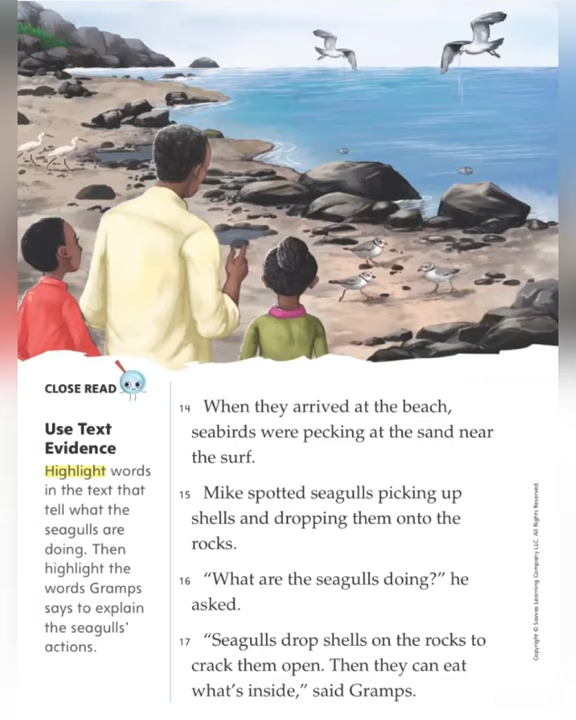 CLOSE READ
Use Text
Evidence
Highlight words
in the text that
tell what the
seagulls are
doing. Then
highlight the
words Gramps
says to explain
the seagulls'
actions.
14 When they arrived at the beach,
seabirds were pecking at the sand near
the surf.
15 Mike spotted seagulls picking up
shells and dropping them onto the
rocks.
16 “What are the seagulls doing?” he
asked.
17 “Seagulls drop shells on the rocks to
crack them open. Then they can eat
what’s inside,” said Gramps.
Copyright © Savvas Learning Company LLC. All Rights Reserved.